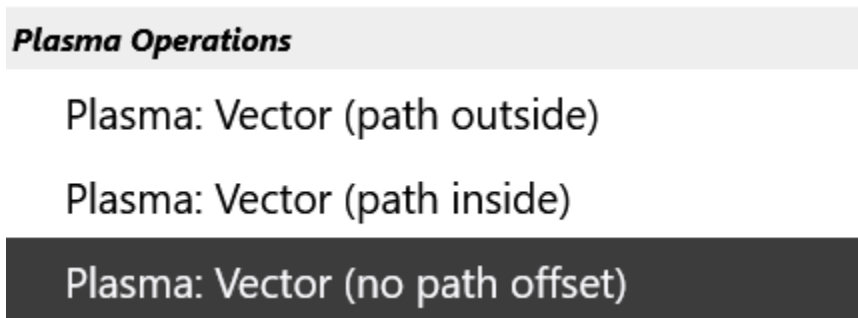 Plasma Operations
Plasma: Vector (path outside)
Plasma: Vector (path inside)
Plasma: Vector (no path offset)